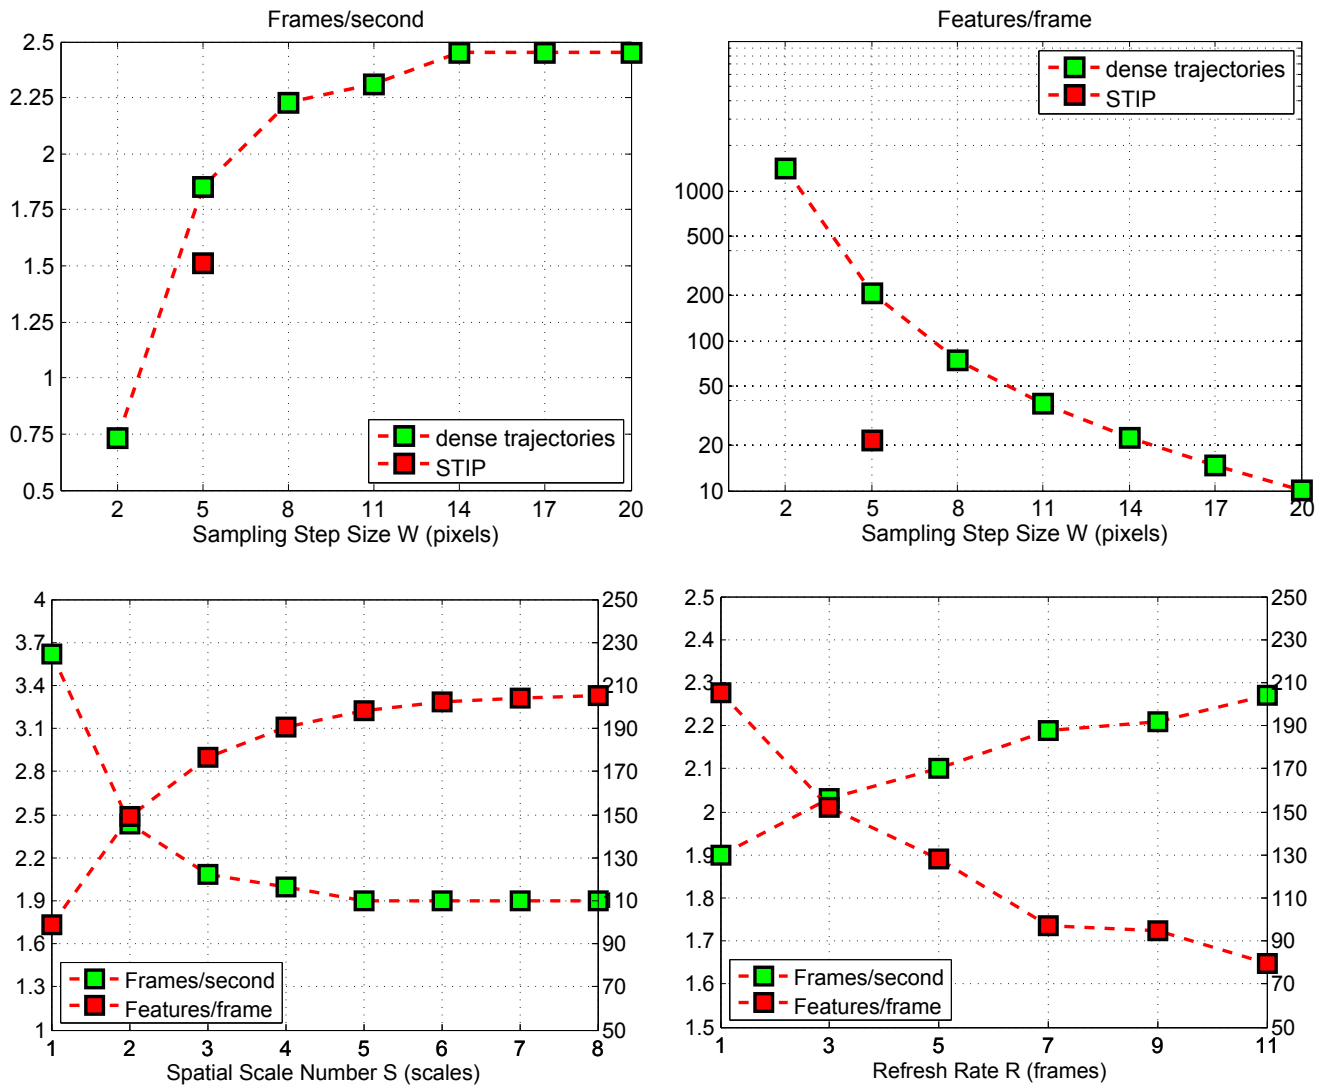 Frames/second
2.5
2.25
2
1.75
1.5
1.25
1
0.75
0.5
dense trajectories
STIP
2 5 8 11 14 17 20
Sampling Step Size W (pixels)
Features/frame
dense trajectories
STIP
1000
500
200
100
50
20
10
2 5 8 11 14 17 20
Sampling Step Size W (pixels)
4 250
3.7 230
3.4 210
3.1 190
2.8 170
2.5 150
2.2 130
1.9 110
1.6 90
1.3 70
1 50
Frames/second
Features/frame
1 2 3 4 5 6 7 8
Spatial Scale Number S (scales)
2.5 250
2.4 230
2.3 210
2.2 190
2.1 170
2 150
1.9 130
1.8 110
1.7 90
1.6 70
1.5 50
Frames/second
Features/frame
1 3 5 7 9 11
Refresh Rate R (frames)